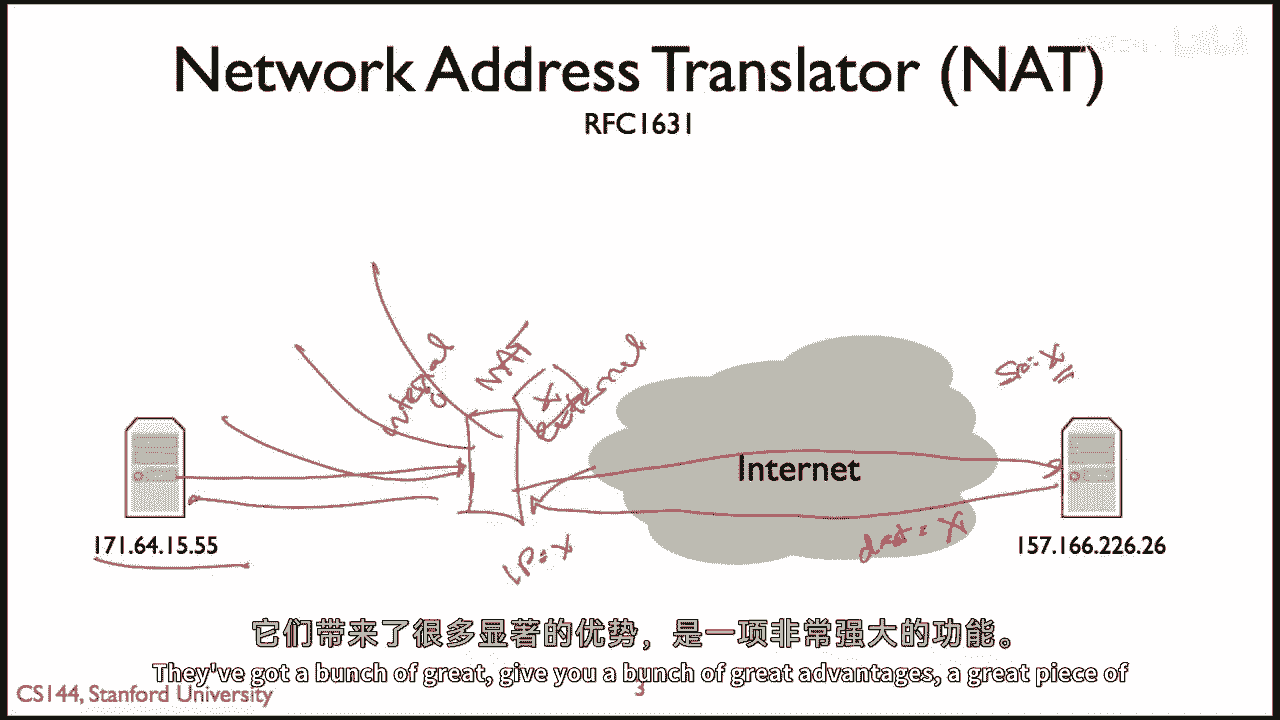 Network Address Translator (NAT)
RFC1631
internal
NAT
X
external
Src: X
Internet
IP = X
dest = X
171.64.15.55
157.166.226.26
它们带来了很多显著的优势，是一项非常强大的功能。
They've got a bunch of great, give you a bunch of great advantages, a great piece of
CS144, Stanford University
3